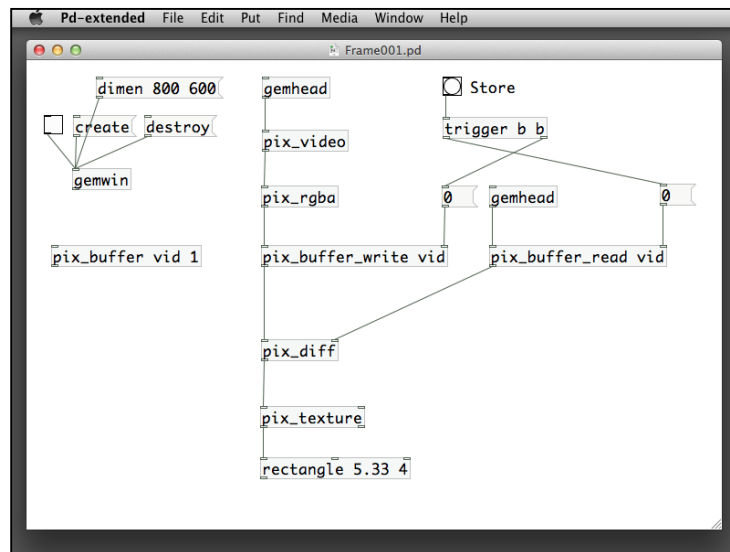 Pd-extended File Edit Put Find Media Window Help
Frame001.pd
dimen 800 600
gemhead
Store
create
destroy
trigger b b
pix_video
gemwin
pix_rgba
0
gemhead
0
pix_buffer vid 1
pix_buffer_write vid
pix_buffer_read vid
pix_diff
pix_texture
rectangle 5.33 4